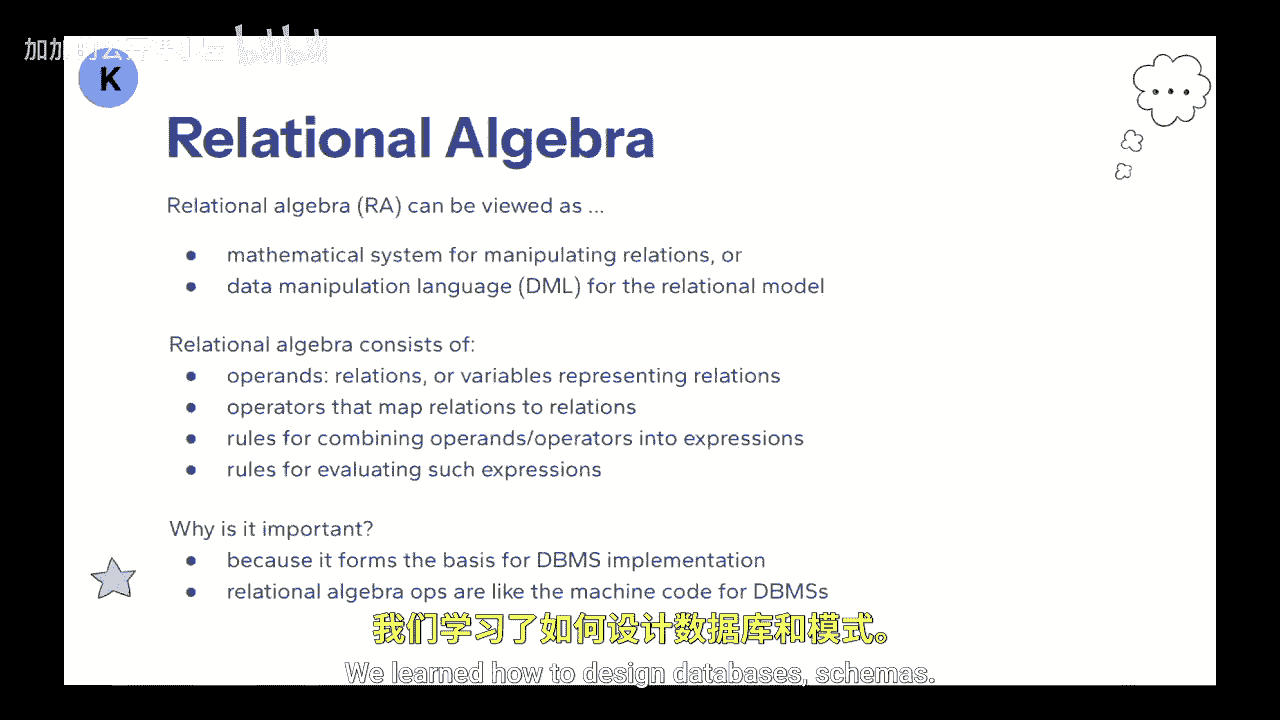 K
Relational Algebra
Relational algebra (RA) can be viewed as ...
● mathematical system for manipulating relations, or
● data manipulation language (DML) for the relational model
Relational algebra consists of:
● operands: relations, or variables representing relations
● operators that map relations to relations
● rules for combining operands/operators into expressions
● rules for evaluating such expressions
Why is it important?
● because it forms the basis for DBMS implementation
● relational algebra ops are like the machine code for DBMSs
我们学习了如何设计数据库和模式。
We learned how to design databases, schemas.